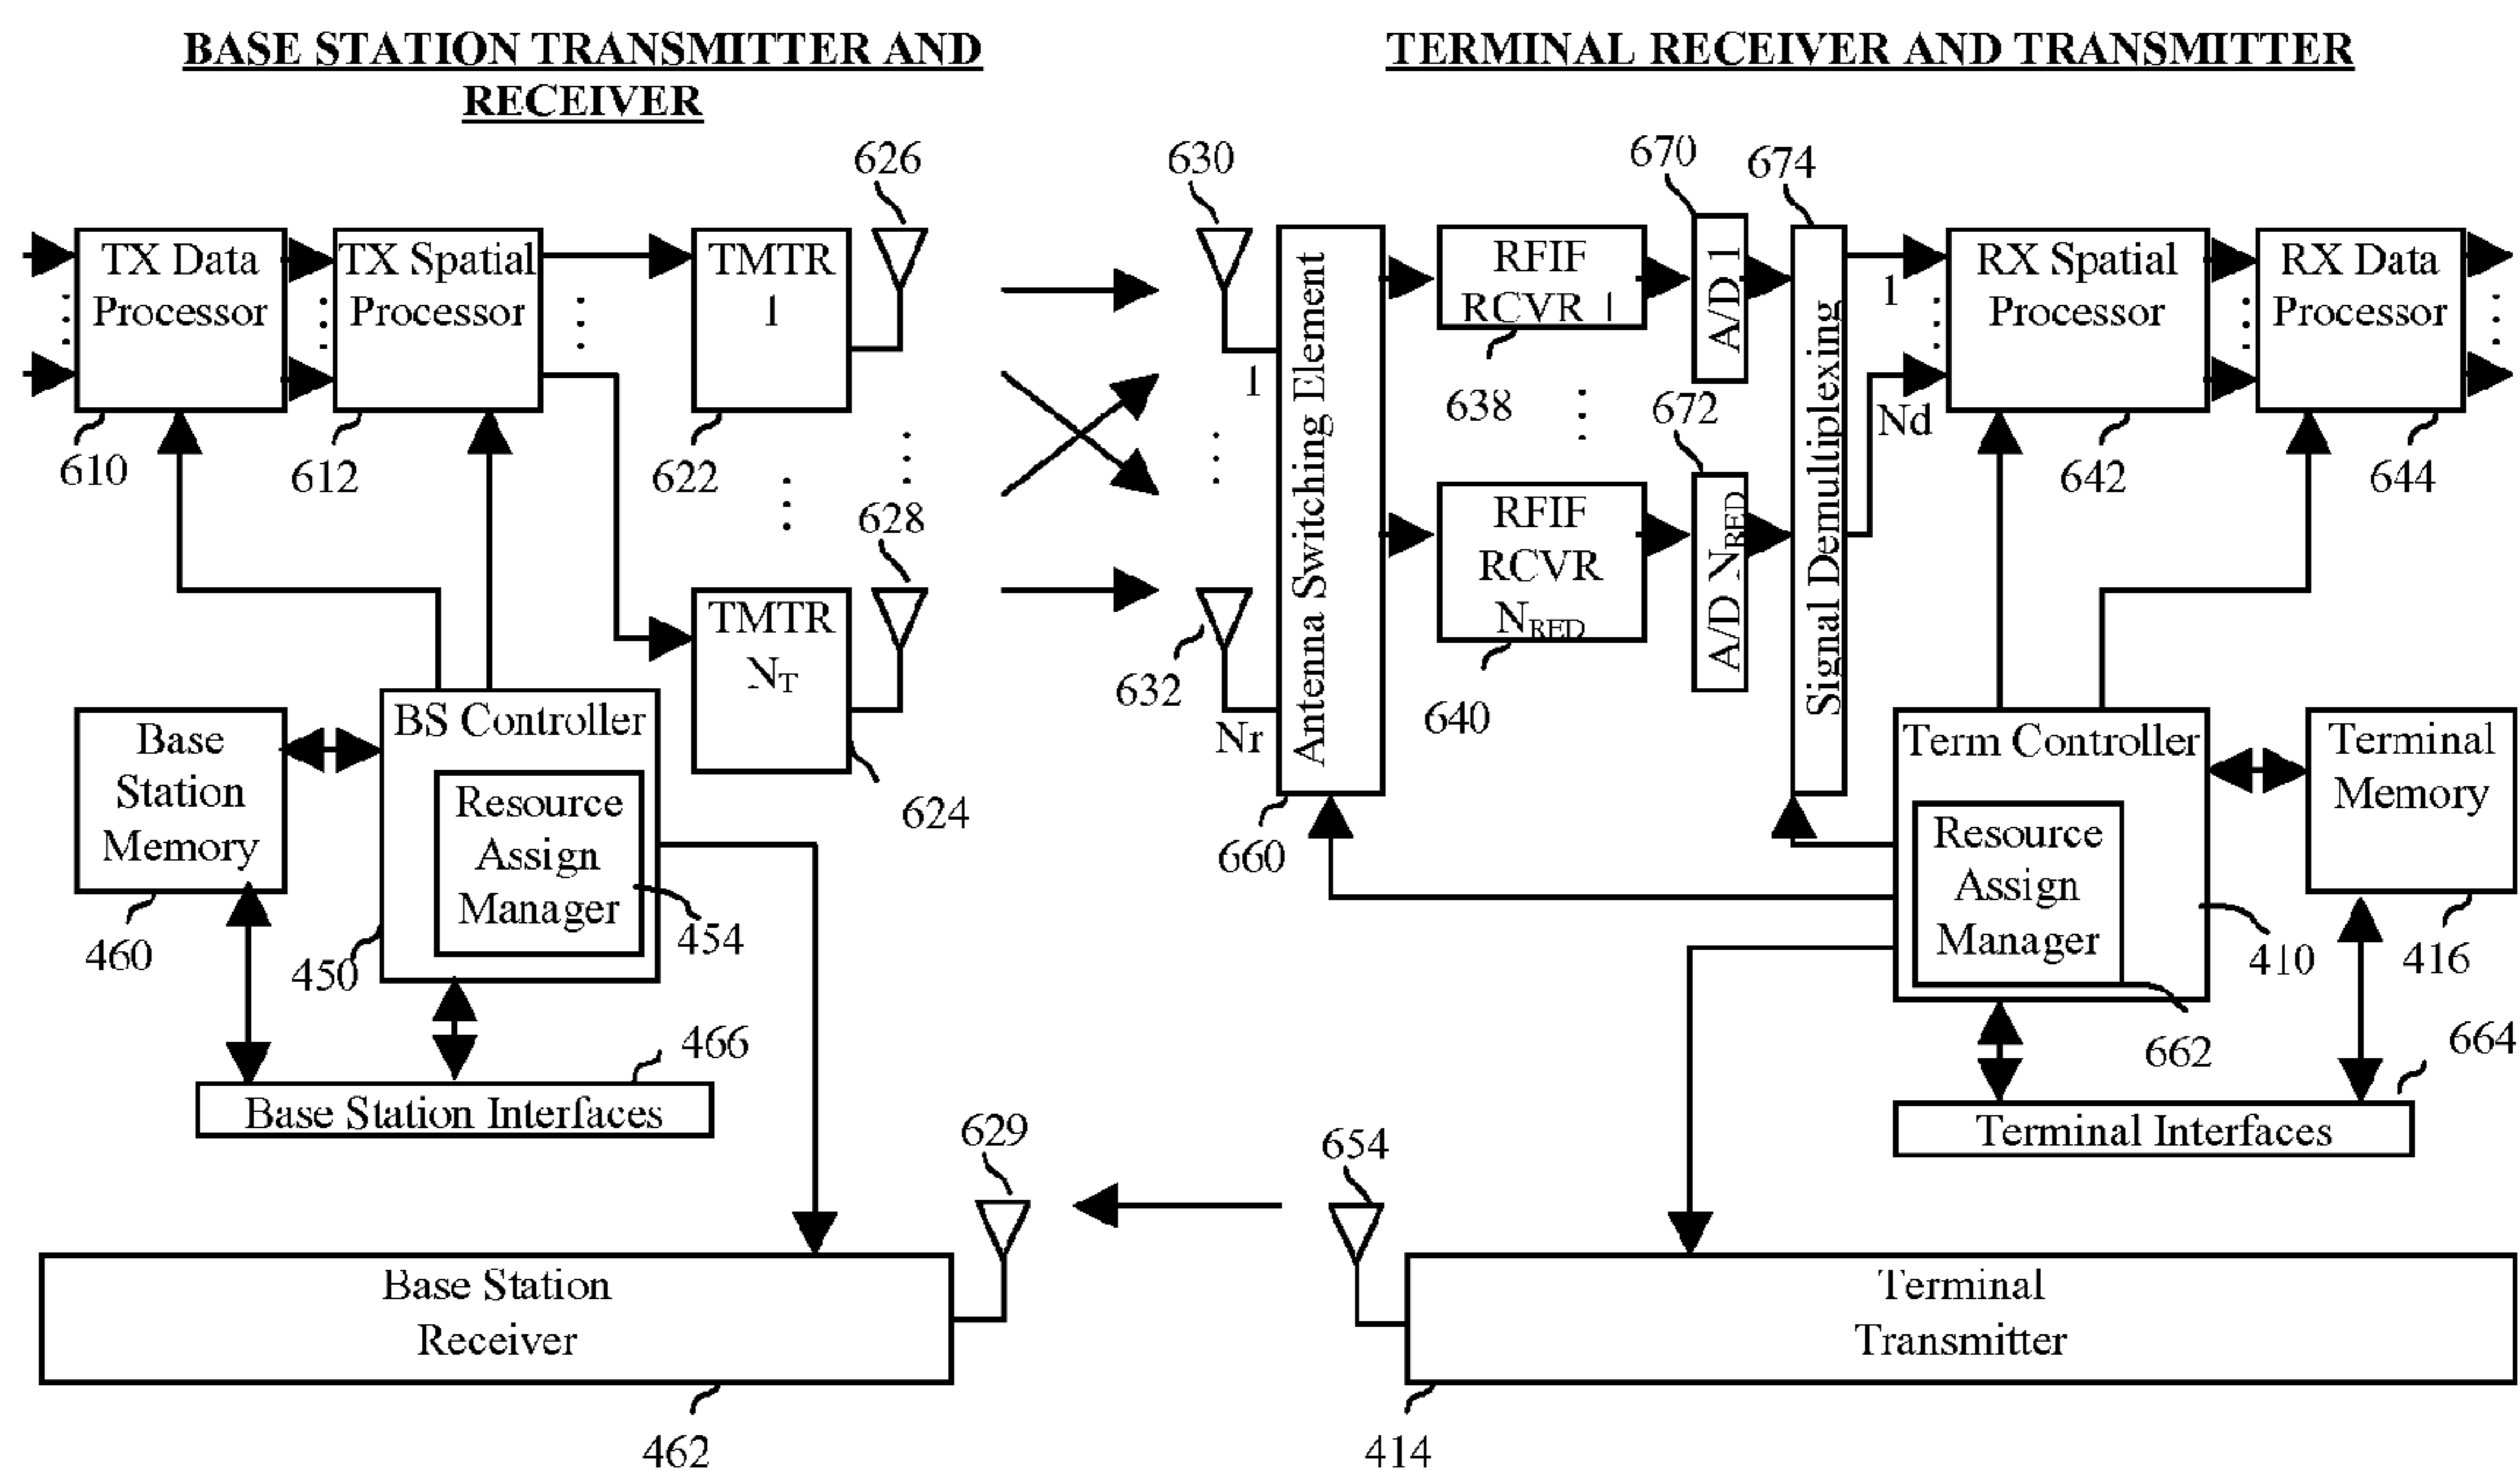 BASE STATION TRANSMITTER AND
RECEIVER
TERMINAL RECEIVER AND TRANSMITTER
626
630
670
674
TX Data
Processor
TX Spatial
Processor
TMTR
1
RFIF
RCVR 1
A/D 1
RX Spatial
Processor
RX Data
Processor
1
1
Nd
610
612
622
638
672
642
644
628
Antenna Switching Element
Signal Demultiplexing
TMTR
NT
RFIF
RCVR
NRED
A/D NRED
632
Nr
640
Base
Station
Memory
BS Controller
Resource
Assign
Manager
624
660
Term Controller
Resource
Assign
Manager
Terminal
Memory
460
450
454
410
416
466
662
664
Base Station Interfaces
629
654
Terminal Interfaces
Base Station
Receiver
Terminal
Transmitter
462
414